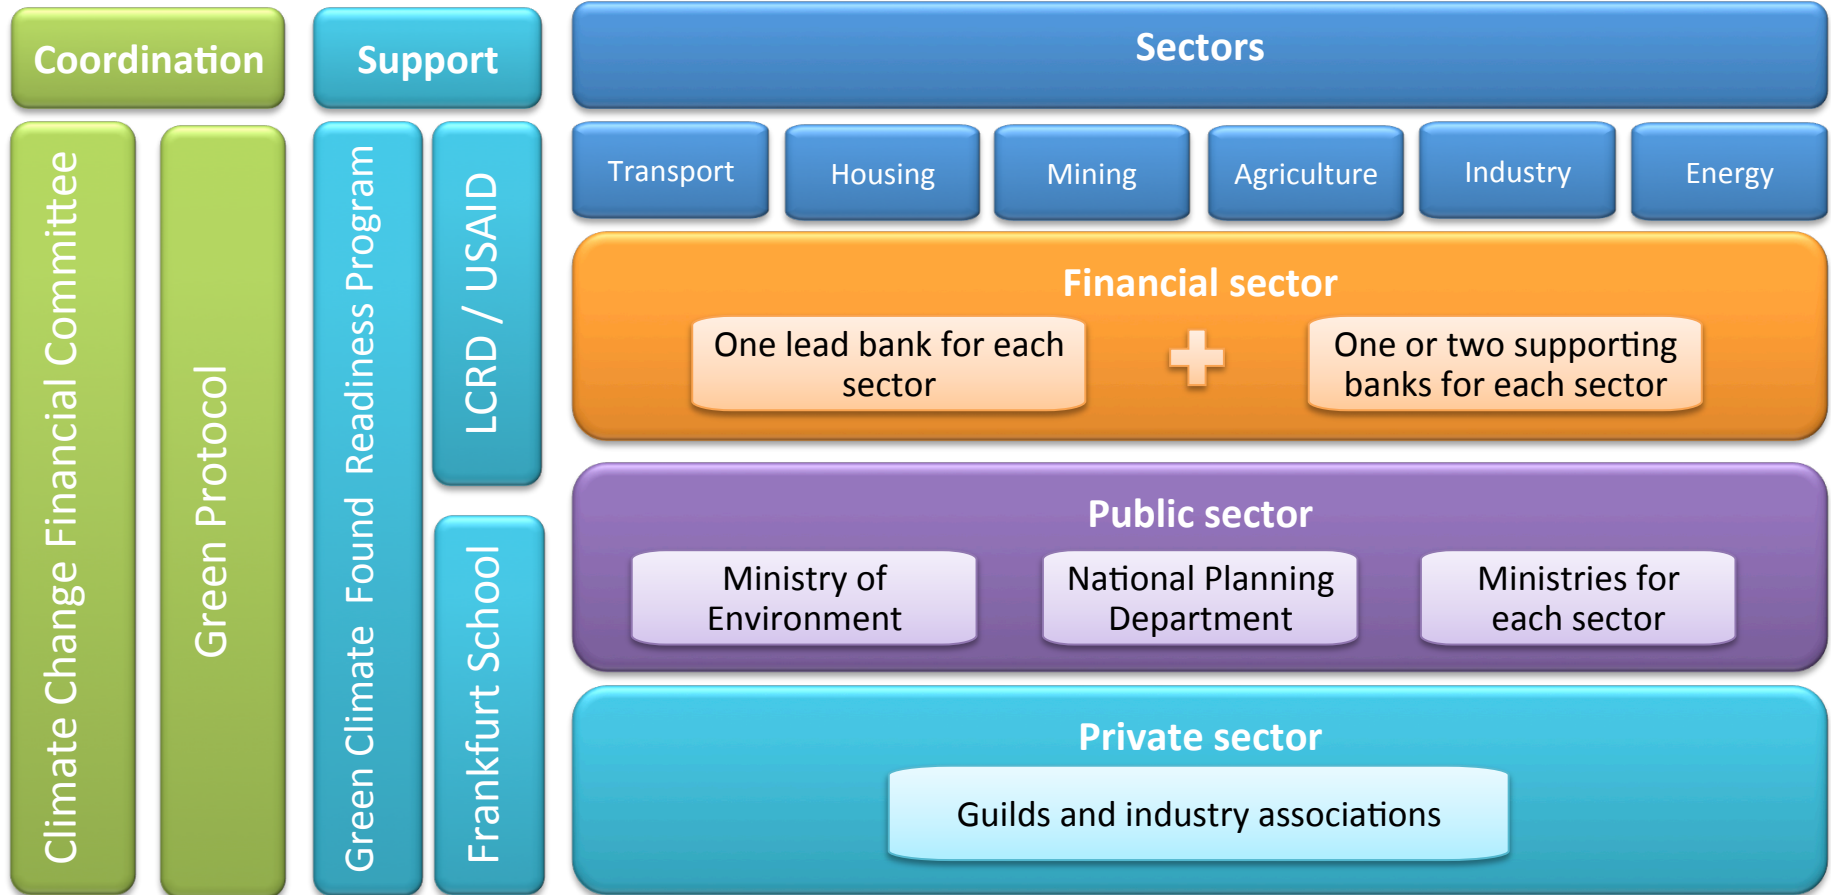 Coordination
Support
Sectors
Climate Change Financial Committee
Green Protocol
Green Climate Found Readiness Program
LCRD / USAID
Frankfurt School
Transport
Housing
Mining
Agriculture
Industry
Energy
Financial sector
One lead bank for each
sector
One or two supporting
banks for each sector
Public sector
Ministry of
Environment
National Planning
Department
Ministries for
each sector
Private sector
Guilds and industry associations